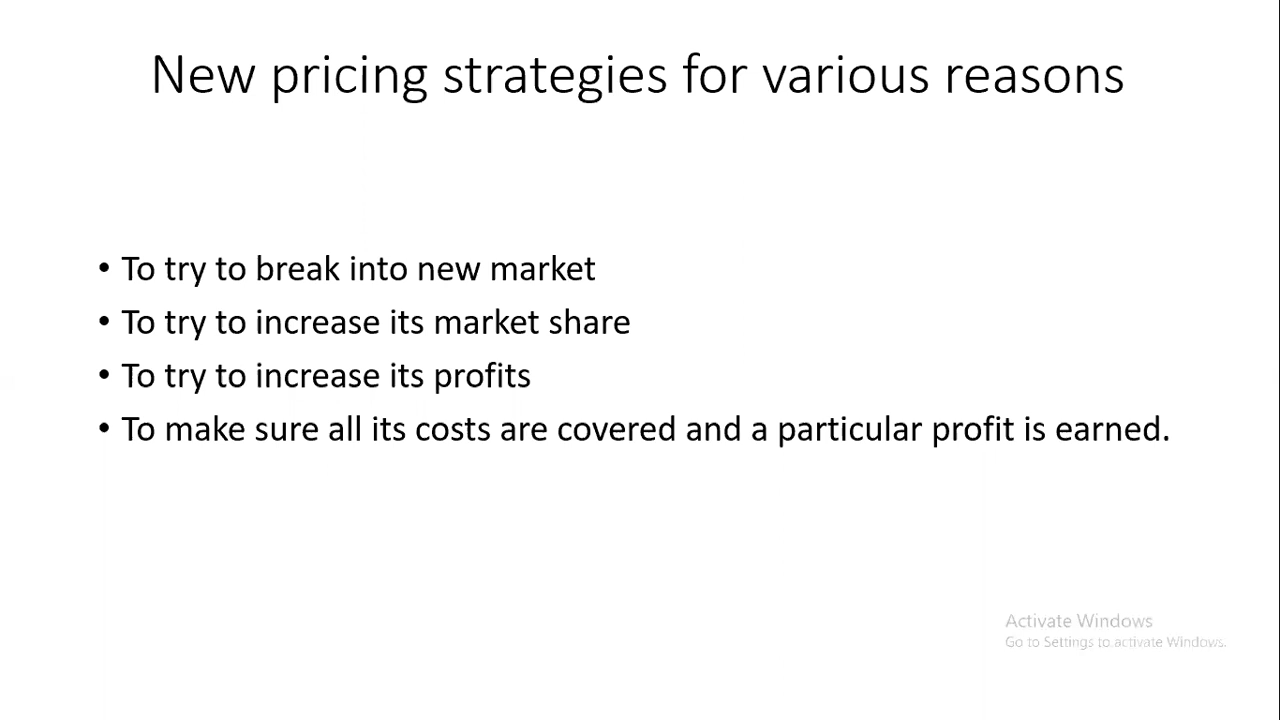 New pricing strategies for various reasons
• To try to break into new market
• To try to increase its market share
• To try to increase its profits
• To make sure all its costs are covered and a particular profit is earned.
Activate Windows
Go to Settings to activate Windows.